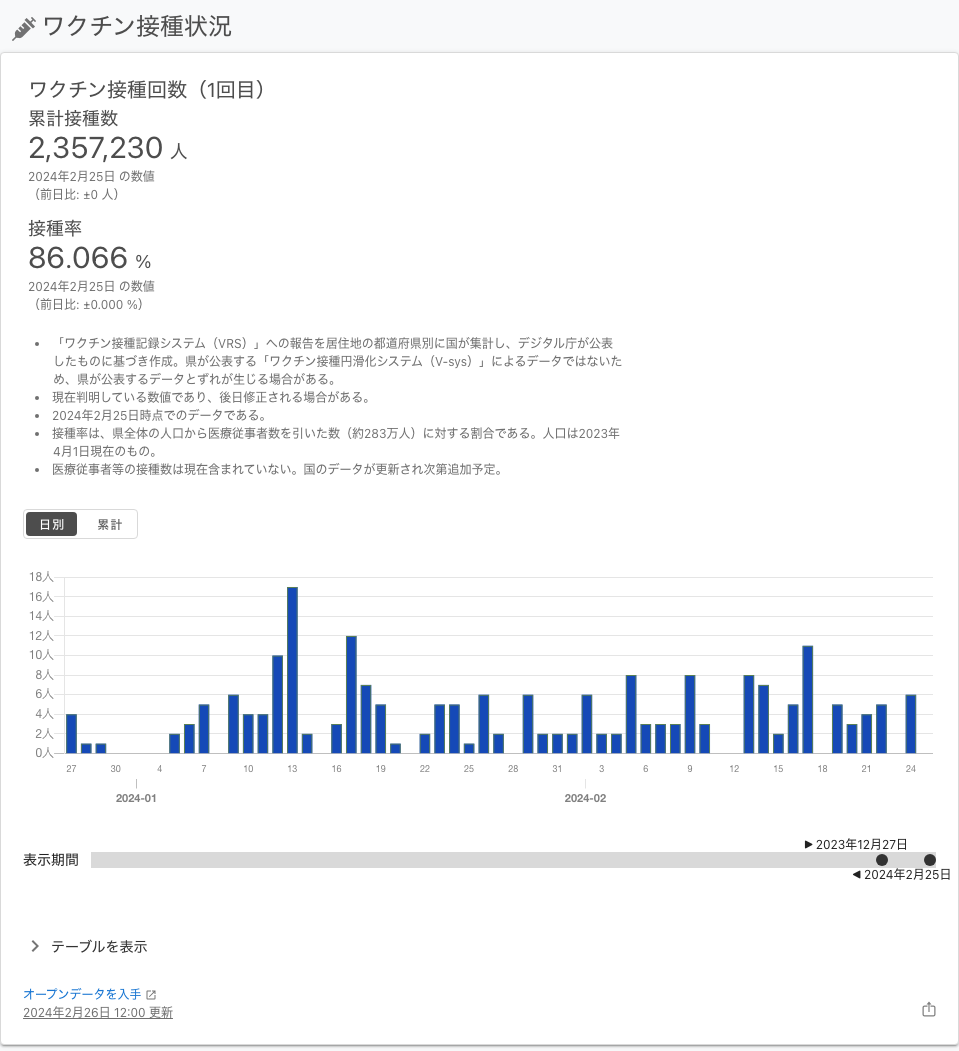 ワクチン接種状況
ワクチン接種回数（1回目）
累計接種数
2,357,230 人
2024年2月25日 の数値
（前日比: ±0 人）
接種率
86.066 %
2024年2月25日 の数値
（前日比: ±0.000 %）
• 「ワクチン接種記録システム（VRS）」への報告を居住地の都道府県別に国が集計し、デジタル庁が公表
したものに基づき作成。県が公表する「ワクチン接種円滑化システム（V-sys）」によるデータではないた
め、県が公表するデータとずれが生じる場合がある。
• 現在判明している数値であり、後日修正される場合がある。
• 2024年2月25日時点でのデータである。
• 接種率は、県全体の人口から医療従事者数を引いた数（約283万人）に対する割合である。人口は2023年
4月1日現在のもの。
• 医療従事者等の接種数は現在含まれていない。国のデータが更新され次第追加予定。
日別 累計
18人
16人
14人
12人
10人
8人
6人
4人
2人
0人
27 30 4 7 10 13 16 19 22 25 28 31 3 6 9 12 15 18 21 24
2024-01 2024-02
▶ 2023年12月27日
表示期間
◀ 2024年2月25日
テーブルを表示
オープンデータを入手
2024年2月26日 12:00 更新